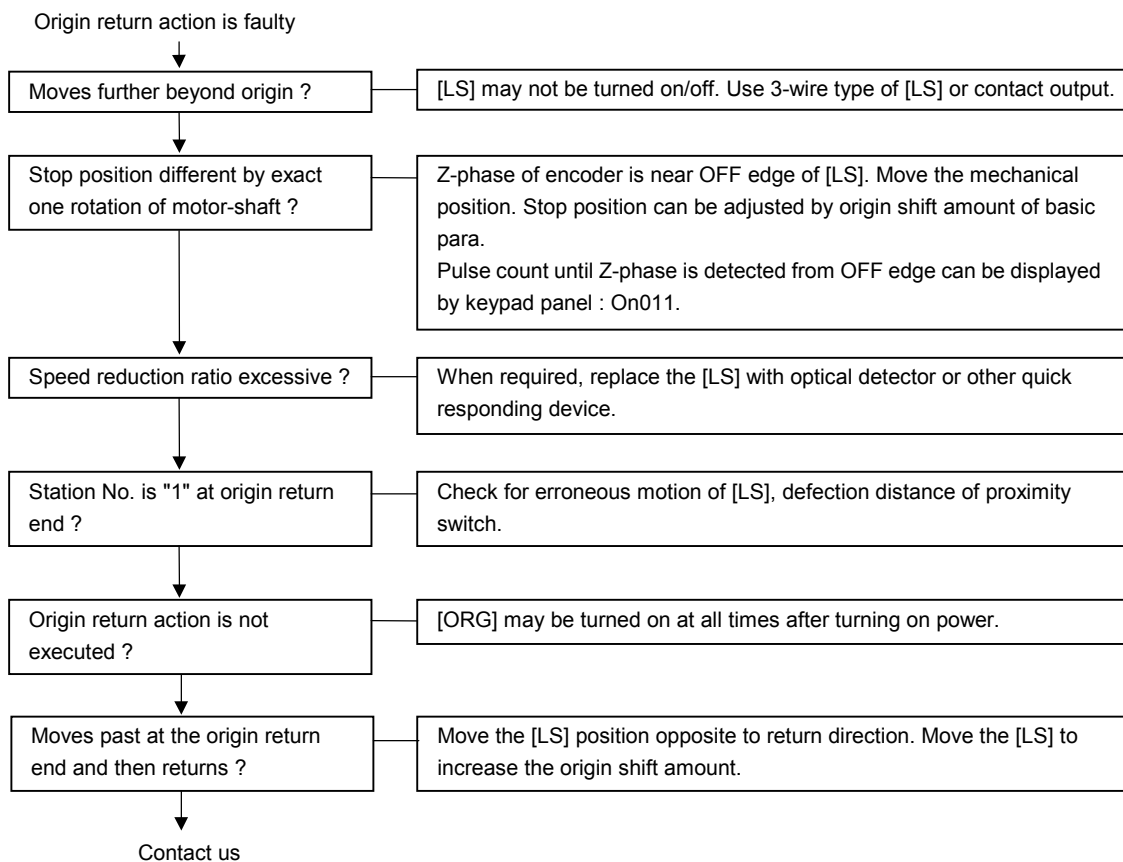 Origin return action is faulty
Moves further beyond origin ?
[LS] may not be turned on/off. Use 3-wire type of [LS] or contact output.
Stop position different by exact
one rotation of motor-shaft ?
Z-phase of encoder is near OFF edge of [LS]. Move the mechanical
position. Stop position can be adjusted by origin shift amount of basic
para.
Pulse count until Z-phase is detected from OFF edge can be displayed
by keypad panel : On011.
Speed reduction ratio excessive ?
When required, replace the [LS] with optical detector or other quick
responding device.
Station No. is "1" at origin return
end ?
Check for erroneous motion of [LS], defection distance of proximity
switch.
Origin return action is not
executed ?
[ORG] may be turned on at all times after turning on power.
Moves past at the origin return
end and then returns ?
Move the [LS] position opposite to return direction. Move the [LS] to
increase the origin shift amount.
Contact us